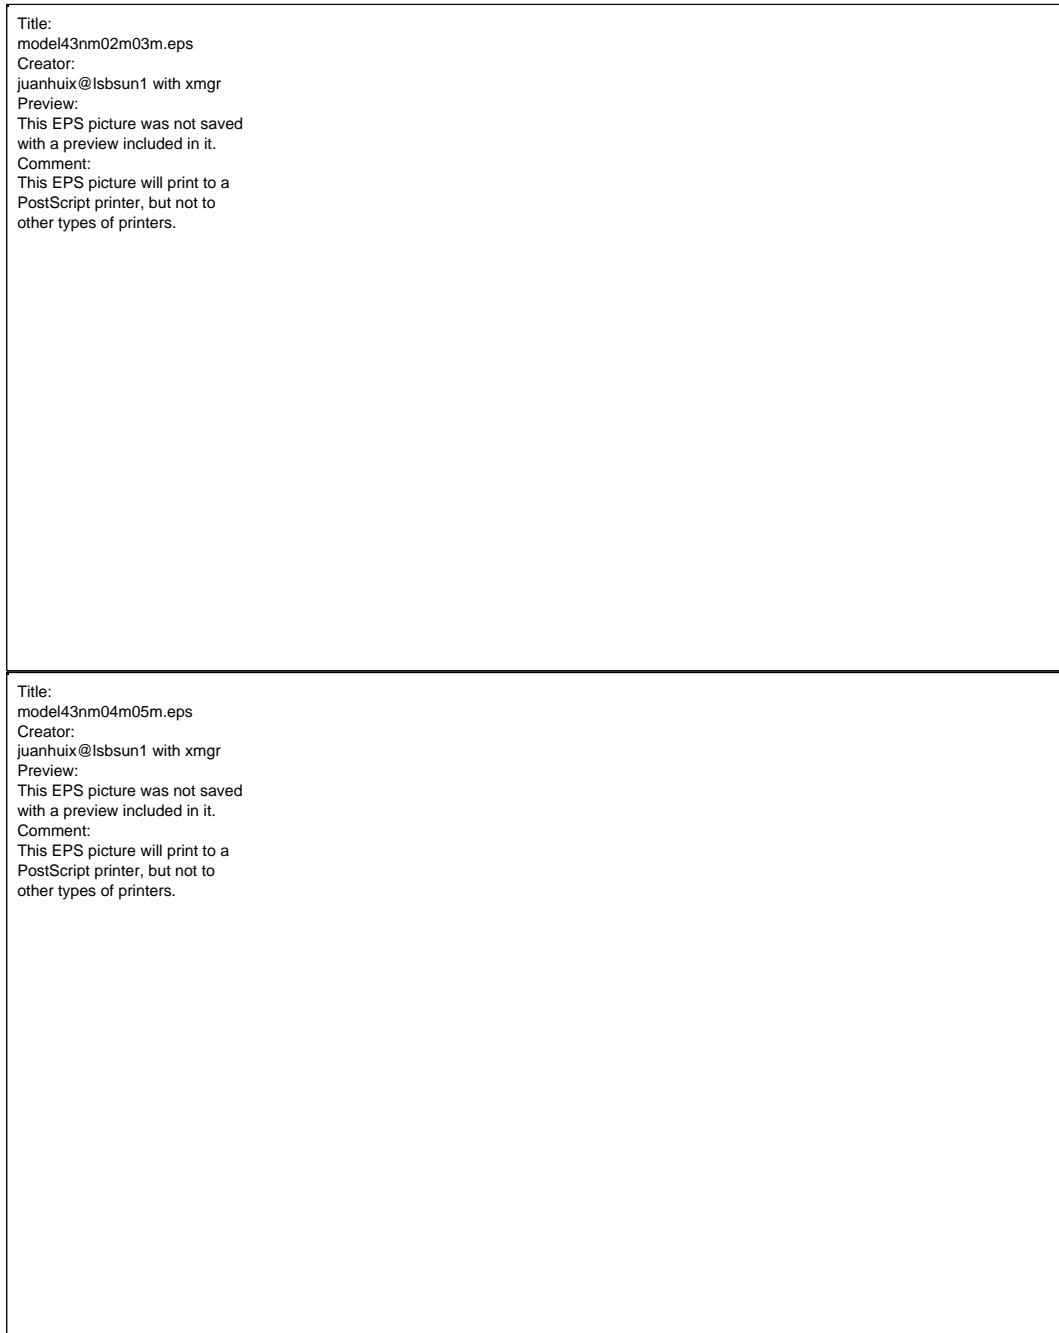 Title:
model43nm02m03m.eps
Creator:
juanhuix@lsbsun1 with xmgr
Preview:
This EPS picture was not saved
with a preview included in it.
Comment:
This EPS picture will print to a
PostScript printer, but not to
other types of printers.
Title:
model43nm04m05m.eps
Creator:
juanhuix@lsbsun1 with xmgr
Preview:
This EPS picture was not saved
with a preview included in it.
Comment:
This EPS picture will print to a
PostScript printer, but not to
other types of printers.